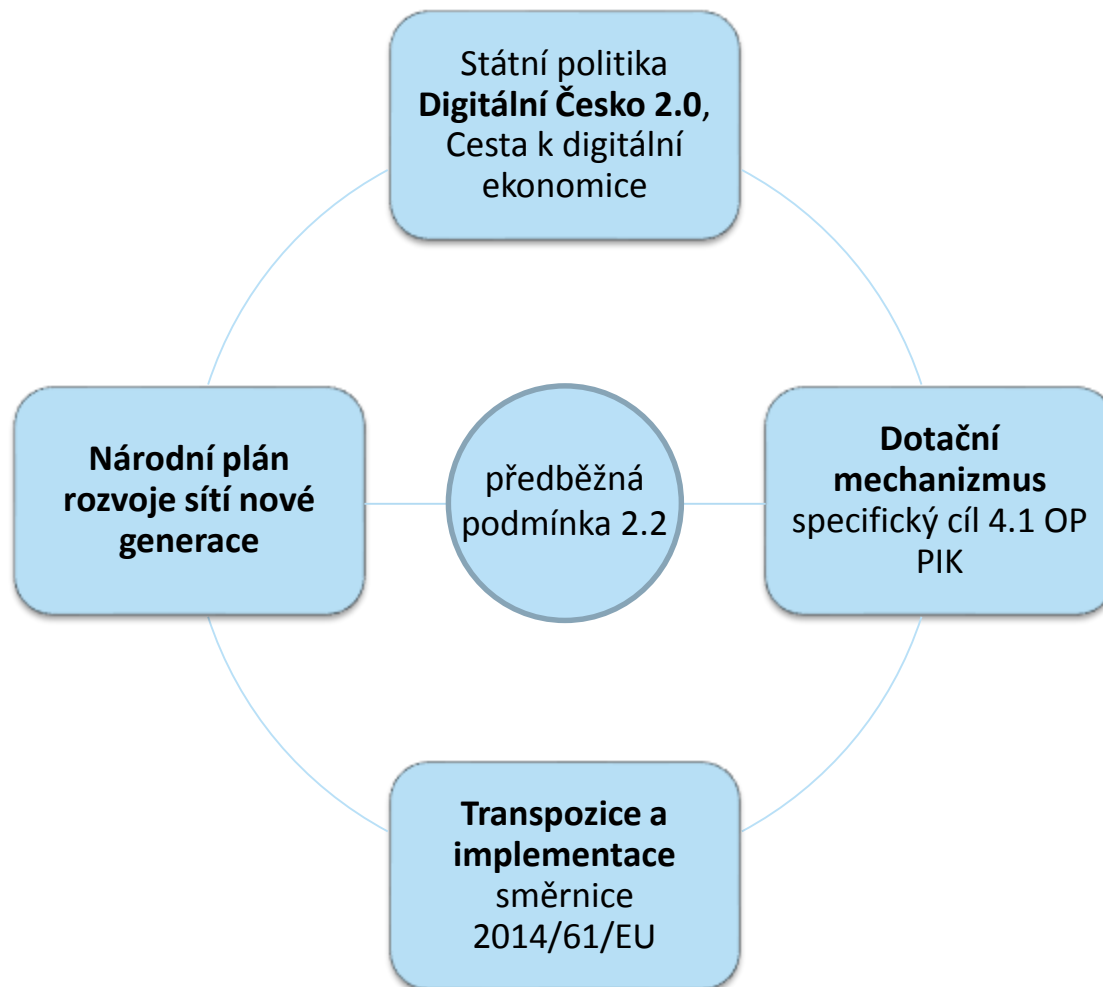 Státní politika
Digitální Česko 2.0,
Cesta k digitální
ekonomice
Národní plán
rozvoje sítí nové
generace
předběžná
podmínka 2.2
Dotační
mechanizmus
specifický cíl 4.1 OP
PIK
Transpozice a
implementace
směrnice
2014/61/EU